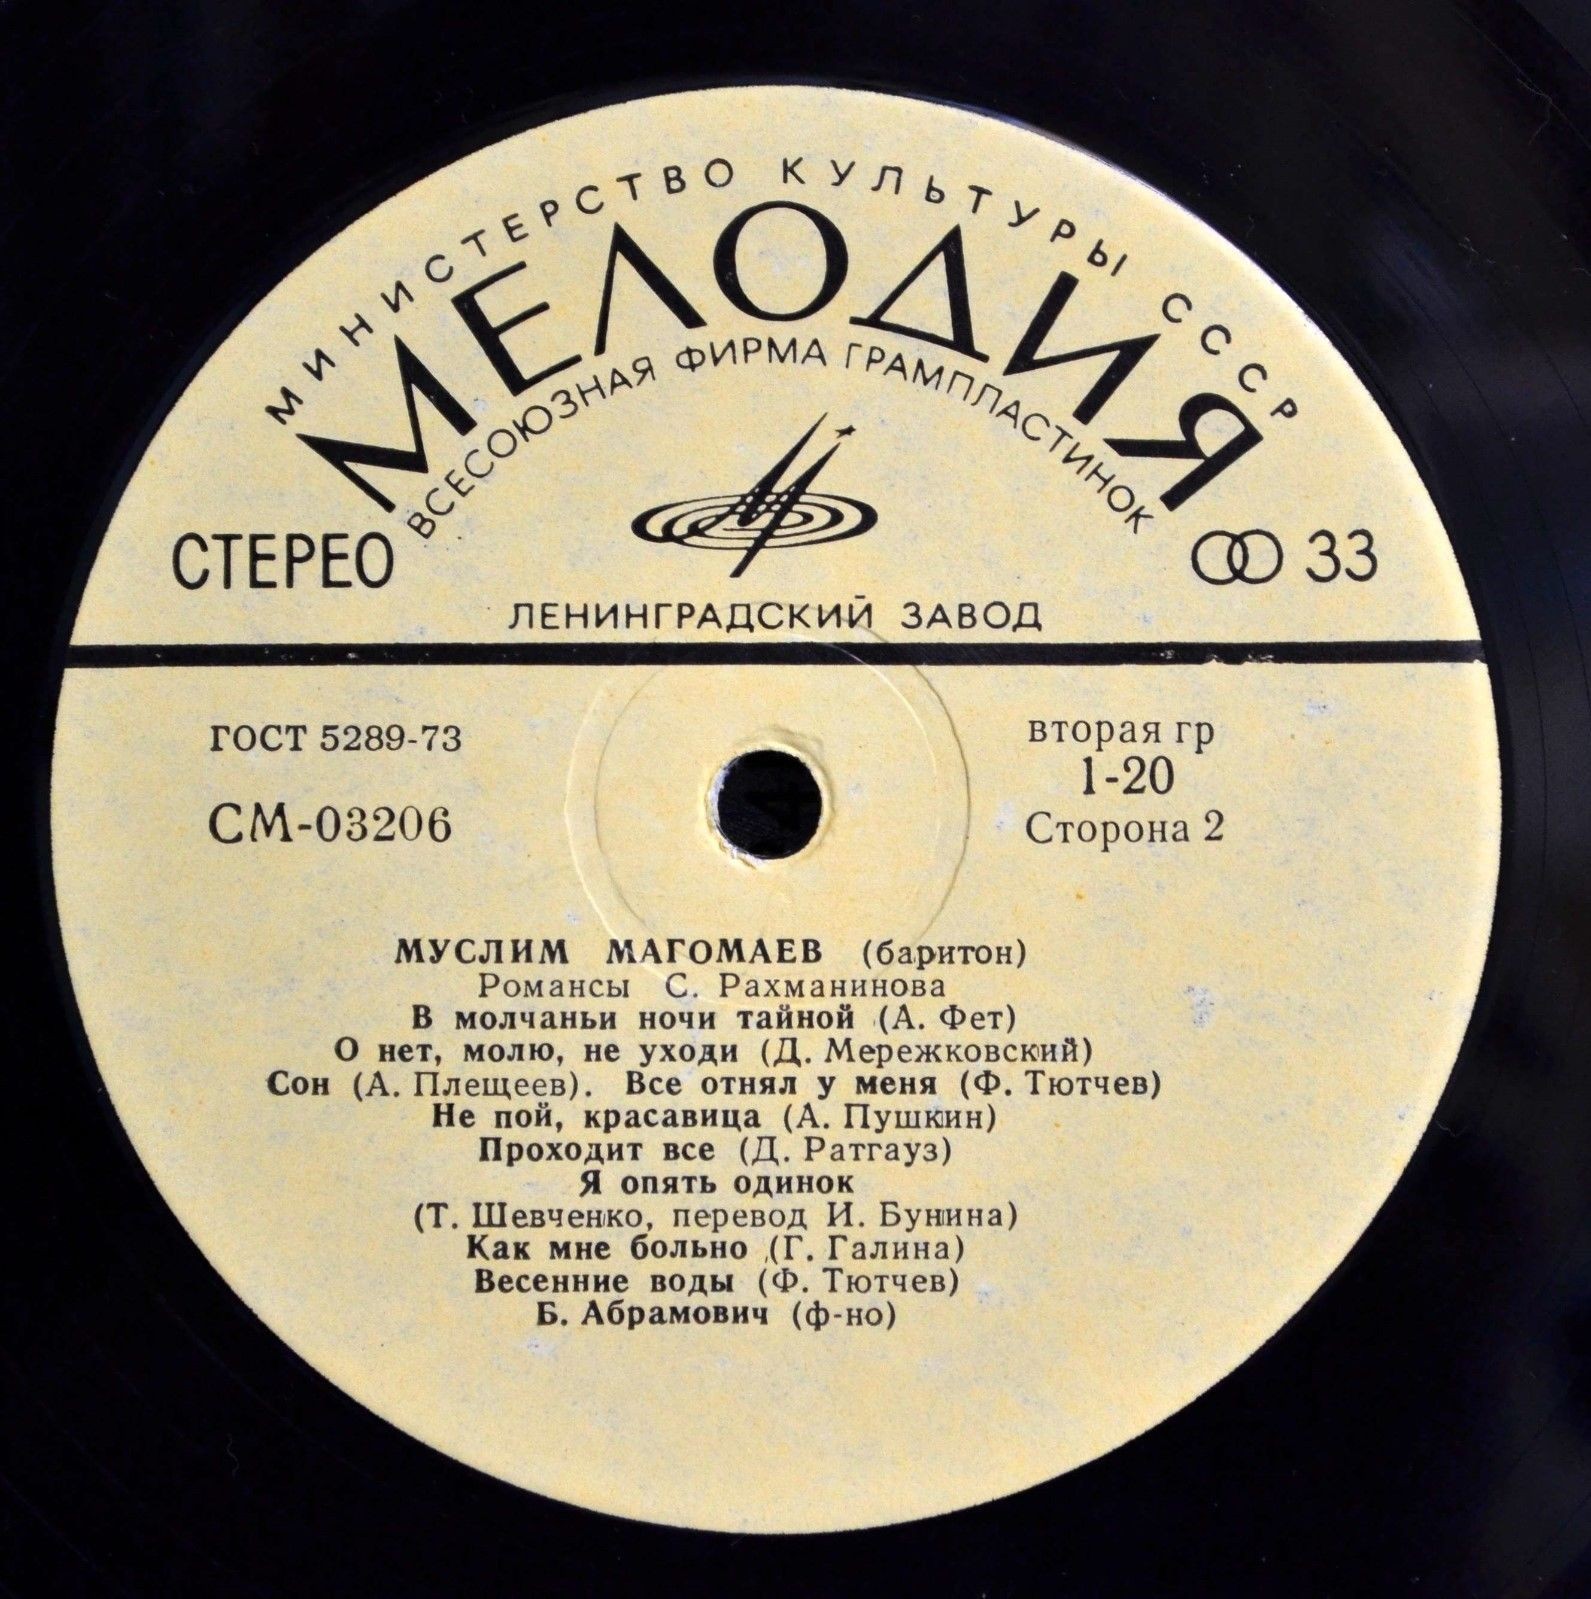 МИНИСТЕРСТВО КУЛЬТУРЫ СССР
МЕЛОДИЯ
ВСЕСОЮЗНАЯ ФИРМА ГРАМПЛАСТИНОК
СТЕРЕО
33
ЛЕНИНГРАДСКИЙ ЗАВОД
ГОСТ 5289-73
вторая гр
1-20
СМ-03206
Сторона 2
МУСЛИМ МАГОМАЕВ (баритон)
Романсы С. Рахманинова
В молчаньи ночи тайной (А. Фет)
О нет, молю, не уходи (Д. Мережковский)
Сон (А. Плещеев). Все отнял у меня (Ф. Тютчев)
Не пой, красавица (А. Пушкин)
Проходит все (Д. Ратгауз)
Я опять одинок
(Т. Шевченко, перевод И. Бунина)
Как мне больно (Г. Галина)
Весенние воды (Ф. Тютчев)
Б. Абрамович (ф-но)